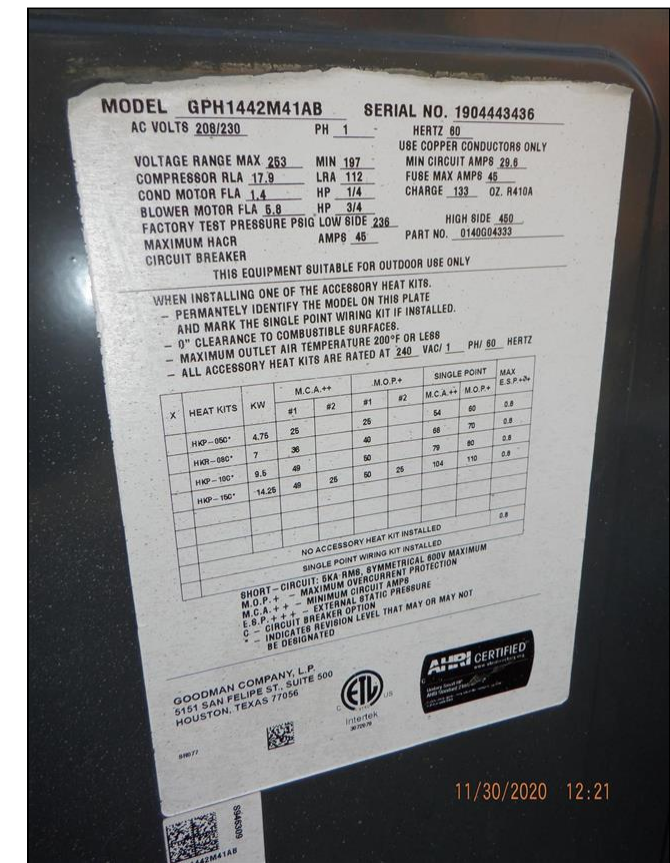 MODEL GPH1442M41AB SERIAL NO. 1904443436
AC VOLTS 208/230 PH 1 HERTZ 60
USE COPPER CONDUCTORS ONLY
VOLTAGE RANGE MAX 253 MIN 197 MIN CIRCUIT AMPS 29.6
COMPRESSOR RLA 17.9 LRA 112 FUSE MAX AMPS 45
COND MOTOR FLA 1.4 HP 1/4 CHARGE 133 OZ. R410A
BLOWER MOTOR FLA 5.8 HP 3/4
FACTORY TEST PRESSURE PSIG LOW SIDE 236 HIGH SIDE 450
MAXIMUM HACR AMPS 45 PART NO. 0140G04333
CIRCUIT BREAKER
THIS EQUIPMENT SUITABLE FOR OUTDOOR USE ONLY
WHEN INSTALLING ONE OF THE ACCESSORY HEAT KITS.
– PERMANTELY IDENTIFY THE MODEL ON THIS PLATE
AND MARK THE SINGLE POINT WIRING KIT IF INSTALLED.
– 0" CLEARANCE TO COMBUSTIBLE SURFACES.
– MAXIMUM OUTLET AIR TEMPERATURE 200°F OR LESS
– ALL ACCESSORY HEAT KITS ARE RATED AT 240 VAC/ 1 PH/ 60 HERTZ
X HEAT KITS KW M.C.A.++ M.O.P.+ SINGLE POINT MAX
#1 #2 #1 #2 M.C.A.++ M.O.P.+ E.S.P.+++
HKP-05C* 4.75 25 25 54 60 0.8
HKR-08C* 7 36 40 68 70 0.8
HKP-10C* 9.5 49 50 79 80 0.8
HKP-15C* 14.25 49 25 50 25 104 110 0.8
NO ACCESSORY HEAT KIT INSTALLED 0.8
SINGLE POINT WIRING KIT INSTALLED
SHORT-CIRCUIT: 5KA RMS, SYMMETRICAL 600V MAXIMUM
M.O.P.+ – MAXIMUM OVERCURRENT PROTECTION
M.C.A.++ – MINIMUM CIRCUIT AMPS
E.S.P.+++ – EXTERNAL STATIC PRESSURE
C – CIRCUIT BREAKER OPTION
* – INDICATES REVISION LEVEL THAT MAY OR MAY NOT
BE DESIGNATED
GOODMAN COMPANY, L.P.
5151 SAN FELIPE ST., SUITE 500
HOUSTON, TEXAS 77056
C ETL US
Intertek
AHRI CERTIFIED
www.ahridirectory.org
11/30/2020 12:21
S946309
442M41AB